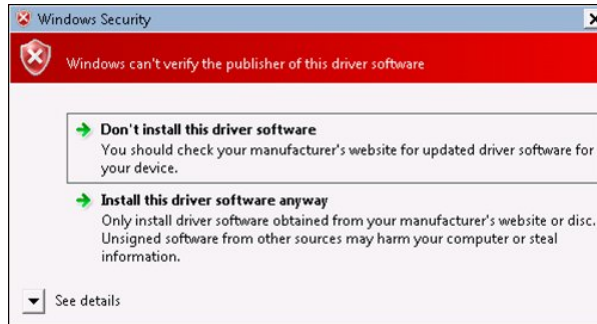 Windows Security
Windows can't verify the publisher of this driver software
Don't install this driver software
You should check your manufacturer's website for updated driver software for
your device.
Install this driver software anyway
Only install driver software obtained from your manufacturer's website or disc.
Unsigned software from other sources may harm your computer or steal
information.
See details